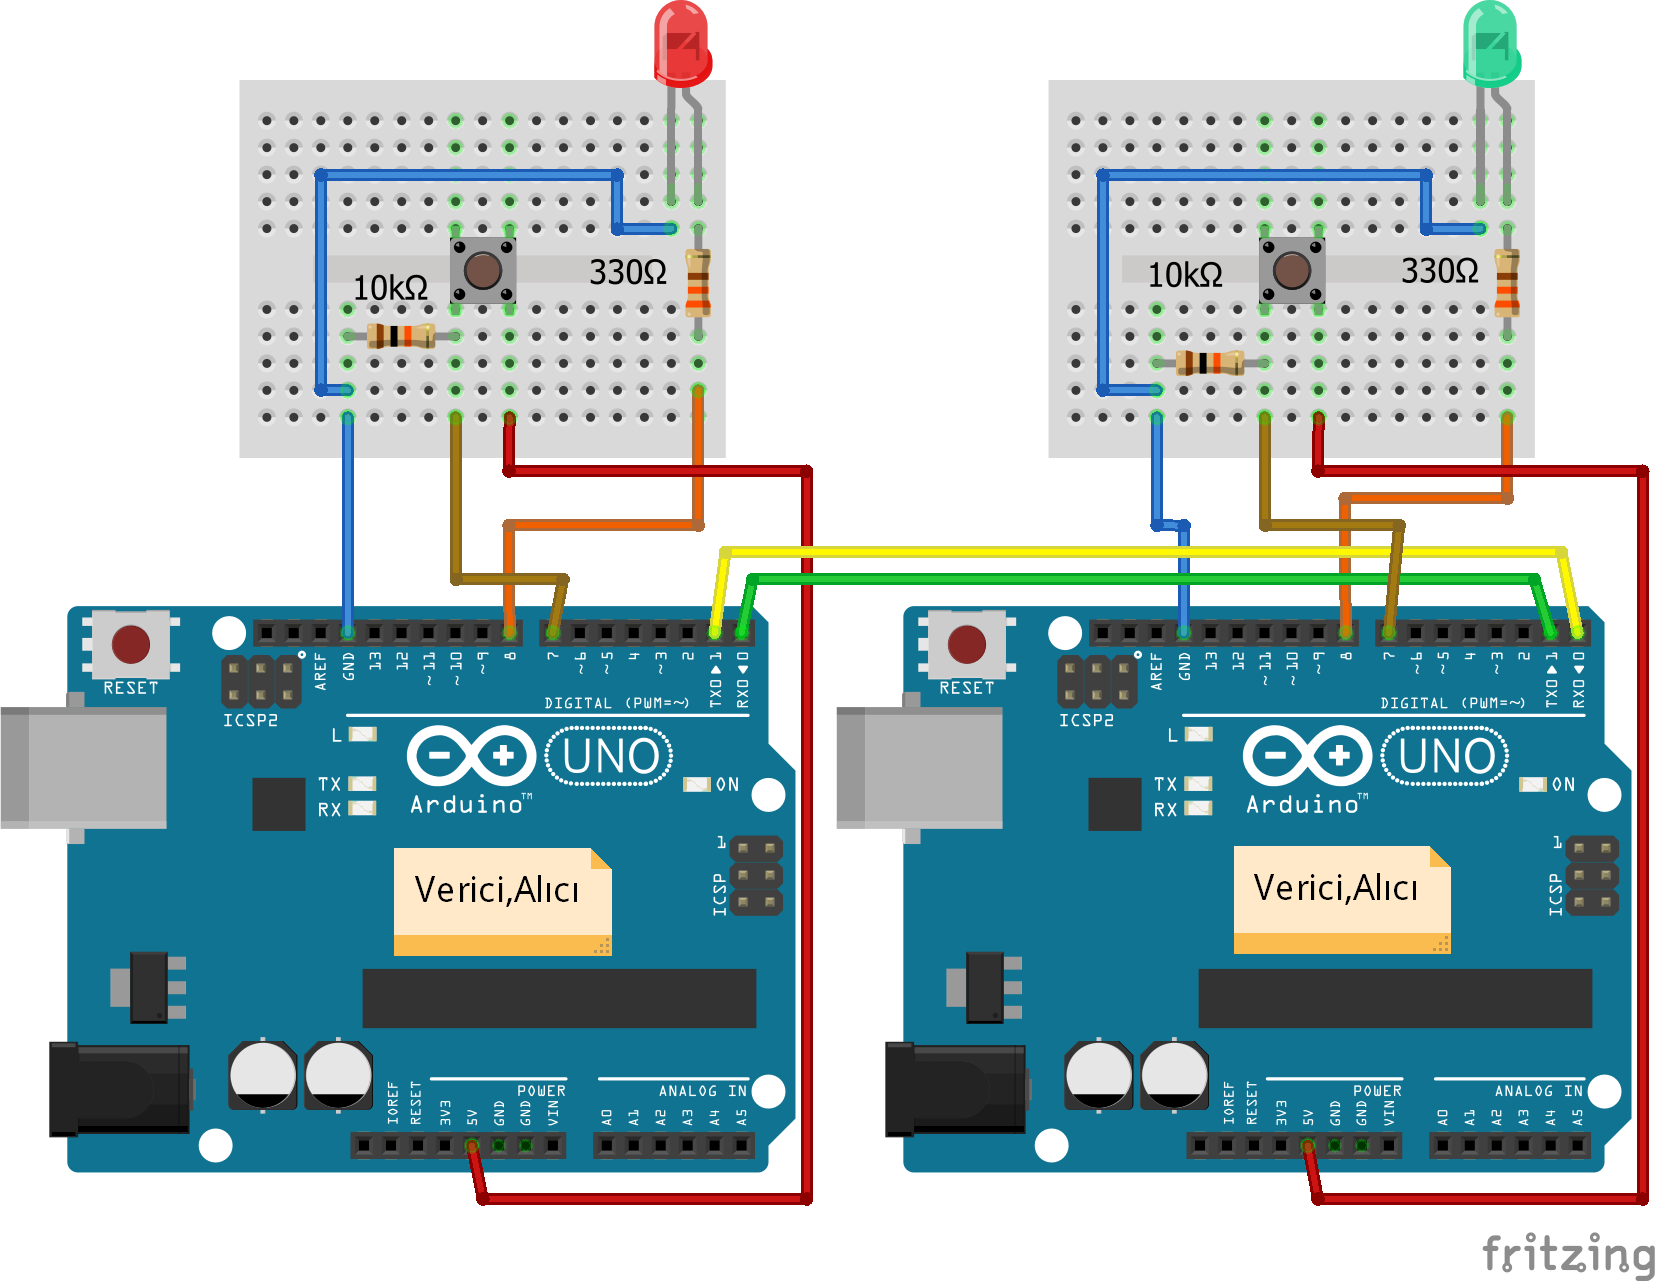 10kΩ
330Ω
10kΩ
330Ω
RESET
ICSP2
AREF
GND
13
12
~11
~10
~9
8
7
~6
~5
4
~3
2
TX0▶1
RX0◀0
DIGITAL (PWM=~)
L
TX
RX
UNO
Arduino™
ON
1
ICSP
Verici,Alıcı
IOREF
RESET
3V3
5V
GND
GND
VIN
POWER
A0
A1
A2
A3
A4
A5
ANALOG IN
RESET
ICSP2
AREF
GND
13
12
~11
~10
~9
8
7
~6
~5
4
~3
2
TX0▶1
RX0◀0
DIGITAL (PWM=~)
L
TX
RX
UNO
Arduino™
ON
1
ICSP
Verici,Alıcı
IOREF
RESET
3V3
5V
GND
GND
VIN
POWER
A0
A1
A2
A3
A4
A5
ANALOG IN
fritzing